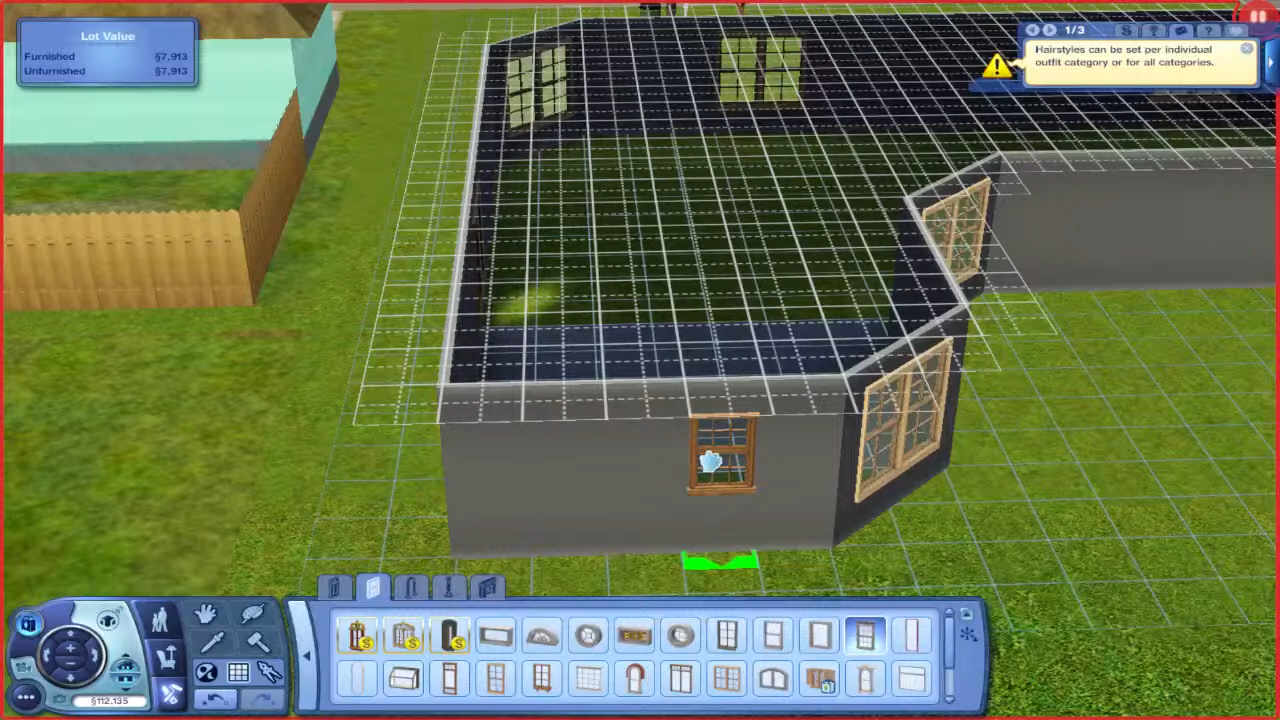 Lot Value
Furnished §7,913
Unfurnished §7,913
1/3
Hairstyles can be set per individual
outfit category or for all categories.
§112,135